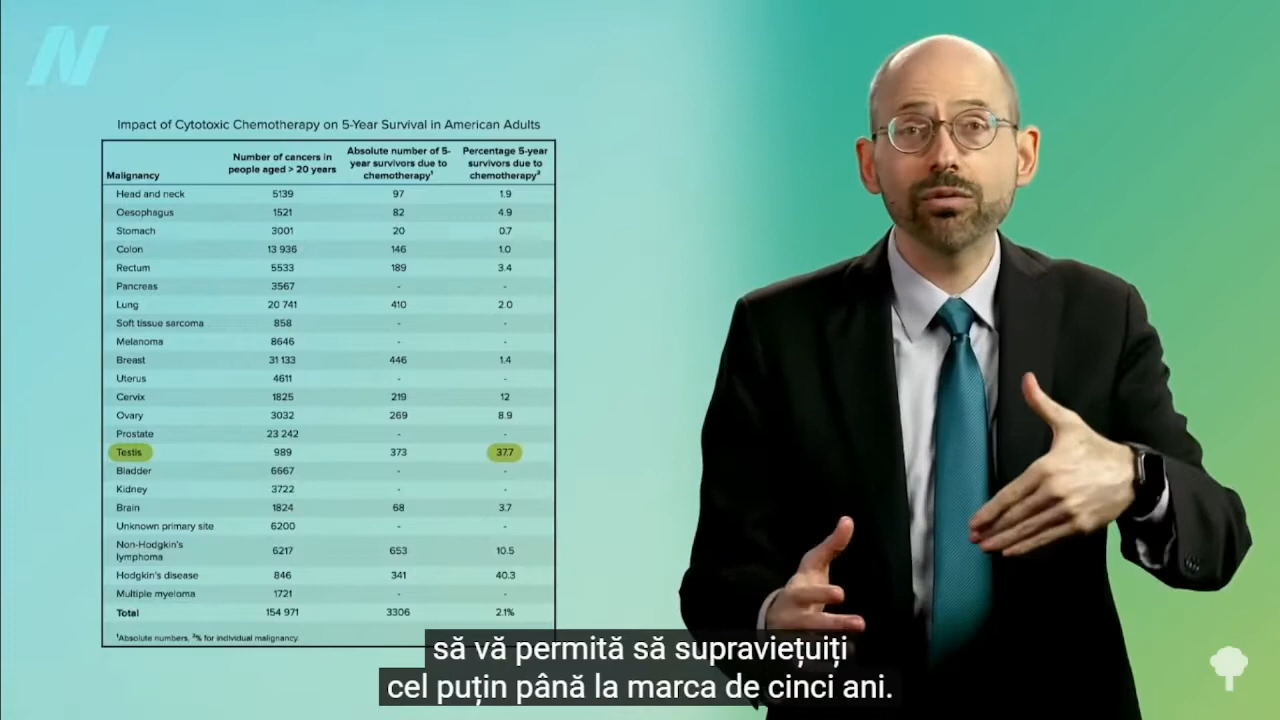 N
Impact of Cytotoxic Chemotherapy on 5-Year Survival in American Adults
Malignancy Number of cancers in people aged > 20 years Absolute number of 5-year survivors due to chemotherapy¹ Percentage 5-year survivors due to chemotherapy²
Head and neck 5139 97 1.9
Oesophagus 1521 82 4.9
Stomach 3001 20 0.7
Colon 13 936 146 1.0
Rectum 5533 189 3.4
Pancreas 3567 - -
Lung 20 741 410 2.0
Soft tissue sarcoma 858 - -
Melanoma 8646 - -
Breast 31 133 446 1.4
Uterus 4611 - -
Cervix 1825 219 12
Ovary 3032 269 8.9
Prostate 23 242 - -
Testis 989 373 37.7
Bladder 6667 - -
Kidney 3722 - -
Brain 1824 68 3.7
Unknown primary site 6200 - -
Non-Hodgkin's lymphoma 6217 653 10.5
Hodgkin's disease 846 341 40.3
Multiple myeloma 1721 - -
Total 154 971 3306 2.1%
¹Absolute numbers, ²% for individual malignancy.
să vă permită să supraviețuiți
cel puțin până la marca de cinci ani.